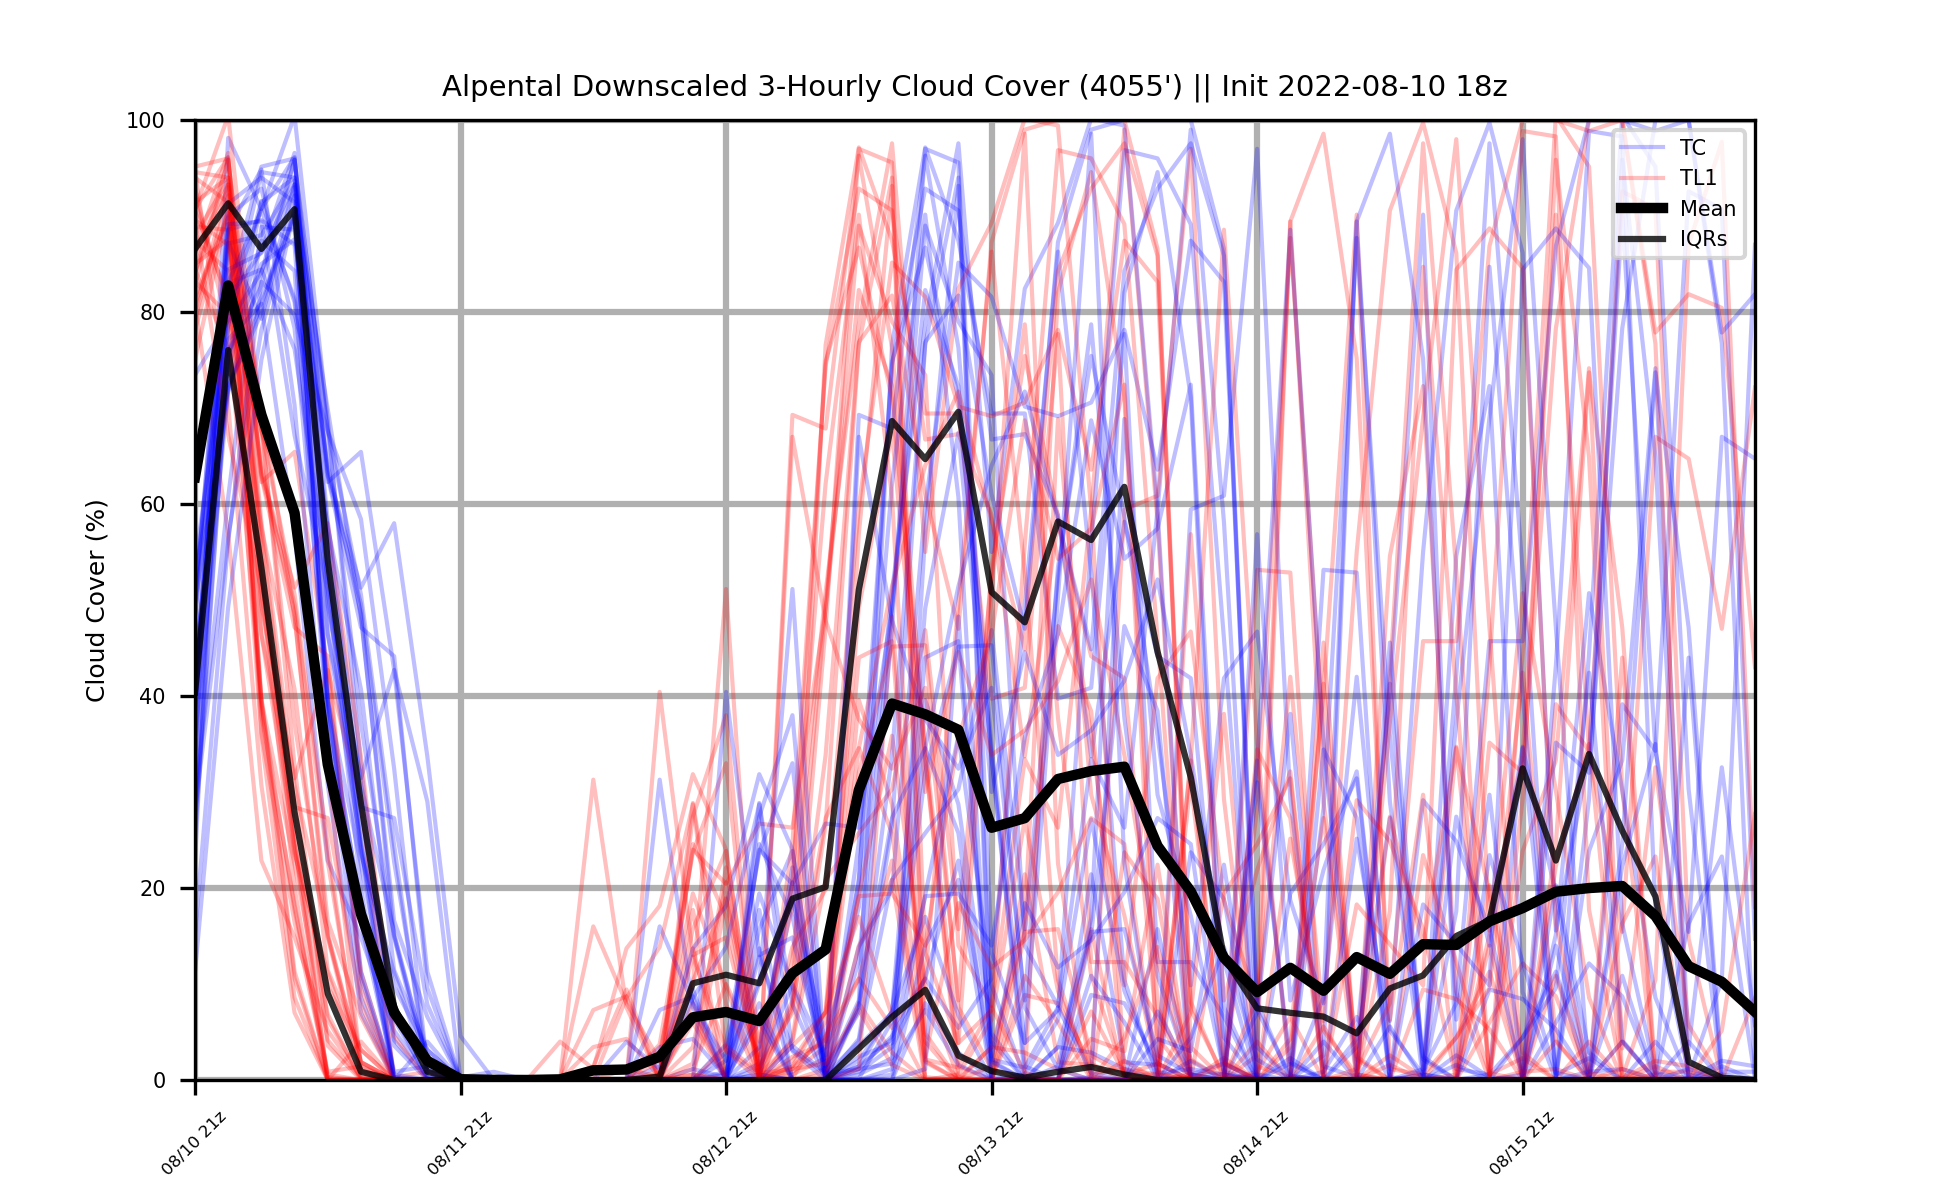 Alpental Downscaled 3-Hourly Cloud Cover (4055') || Init 2022-08-10 18z
Cloud Cover (%)
100
80
60
40
20
0
TC
TL1
Mean
IQRs
08/10 21z
08/11 21z
08/12 21z
08/13 21z
08/14 21z
08/15 21z